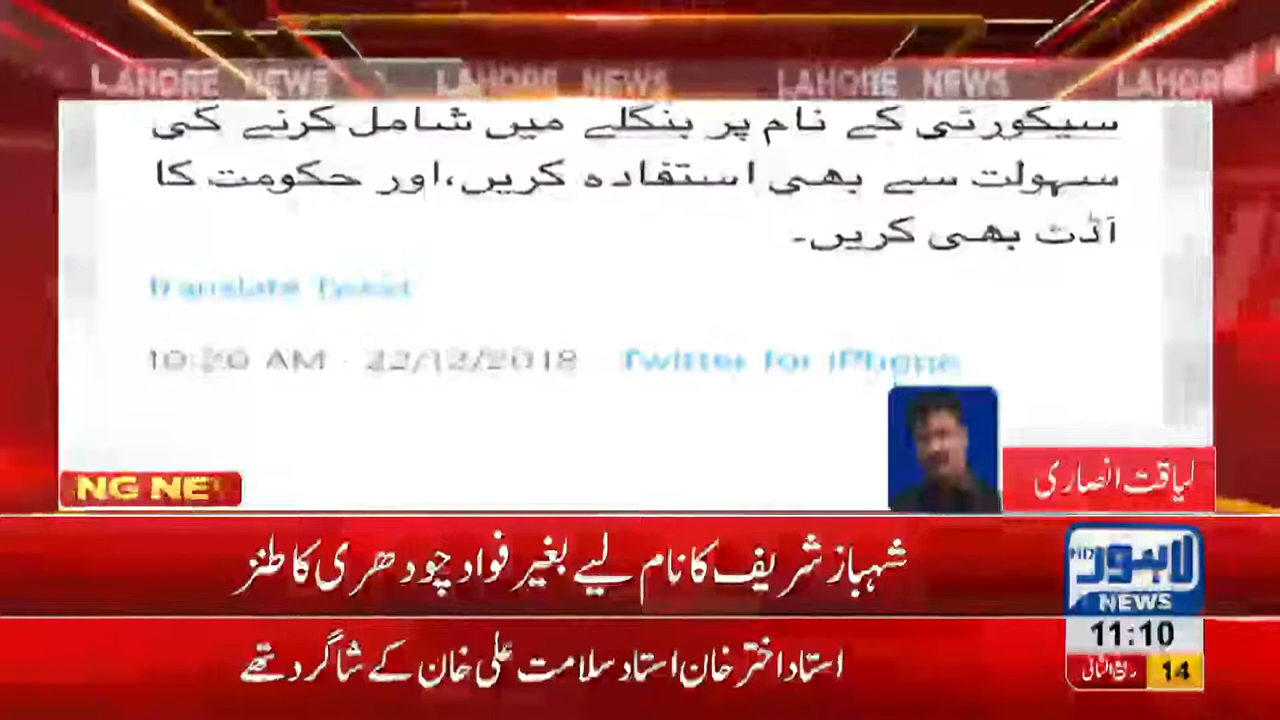 LAHORE NEWS LAHORE NEWS LAHORE NEWS LAHORE
سیکورٹی کے نام پر بنگلے میں شامل کرنے کی
سہولت سے بھی استفادہ کریں،اور حکومت کا
آڈٹ بھی کریں۔
Translate Tweet
10:20 AM · 22/12/2018 · Twitter for iPhone
لیاقت انصاری
NG NE
شہباز شریف کا نام لیے بغیر فواد چودھری کا طنز
لاہور HD
NEWS
11:10
استاد اختر خان استاد سلامت علی خان کے شاگرد تھے
ربیع الثانی 14